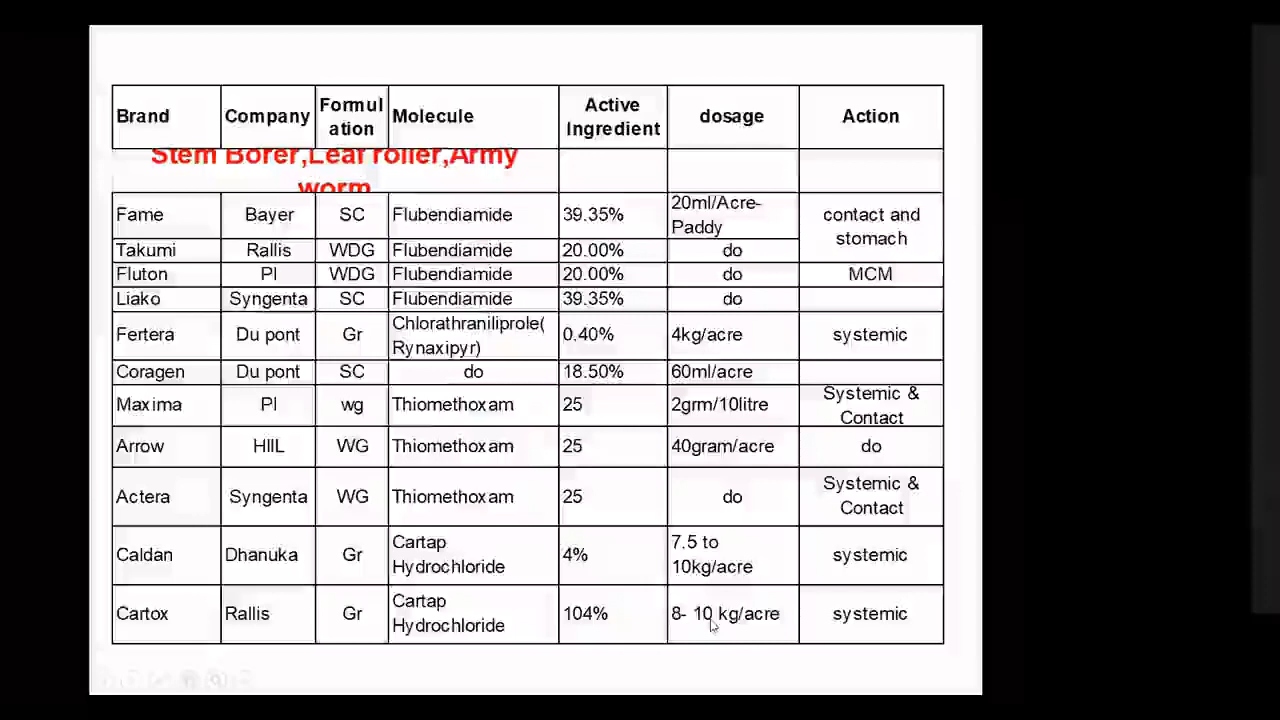 Brand Company Formul ation Molecule Active Ingredient dosage Action
Stem Borer,Leaf roller,Army
worm
Fame Bayer SC Flubendiamide 39.35% 20ml/Acre-Paddy contact and stomach
Takumi Rallis WDG Flubendiamide 20.00% do
Fluton PI WDG Flubendiamide 20.00% do MCM
Liako Syngenta SC Flubendiamide 39.35% do
Fertera Du pont Gr Chlorathraniliprole( Rynaxipyr) 0.40% 4kg/acre systemic
Coragen Du pont SC do 18.50% 60ml/acre
Maxima PI wg Thiomethoxam 25 2grm/10litre Systemic & Contact
Arrow HIIL WG Thiomethoxam 25 40gram/acre do
Actera Syngenta WG Thiomethoxam 25 do Systemic & Contact
Caldan Dhanuka Gr Cartap Hydrochloride 4% 7.5 to 10kg/acre systemic
Cartox Rallis Gr Cartap Hydrochloride 104% 8- 10 kg/acre systemic